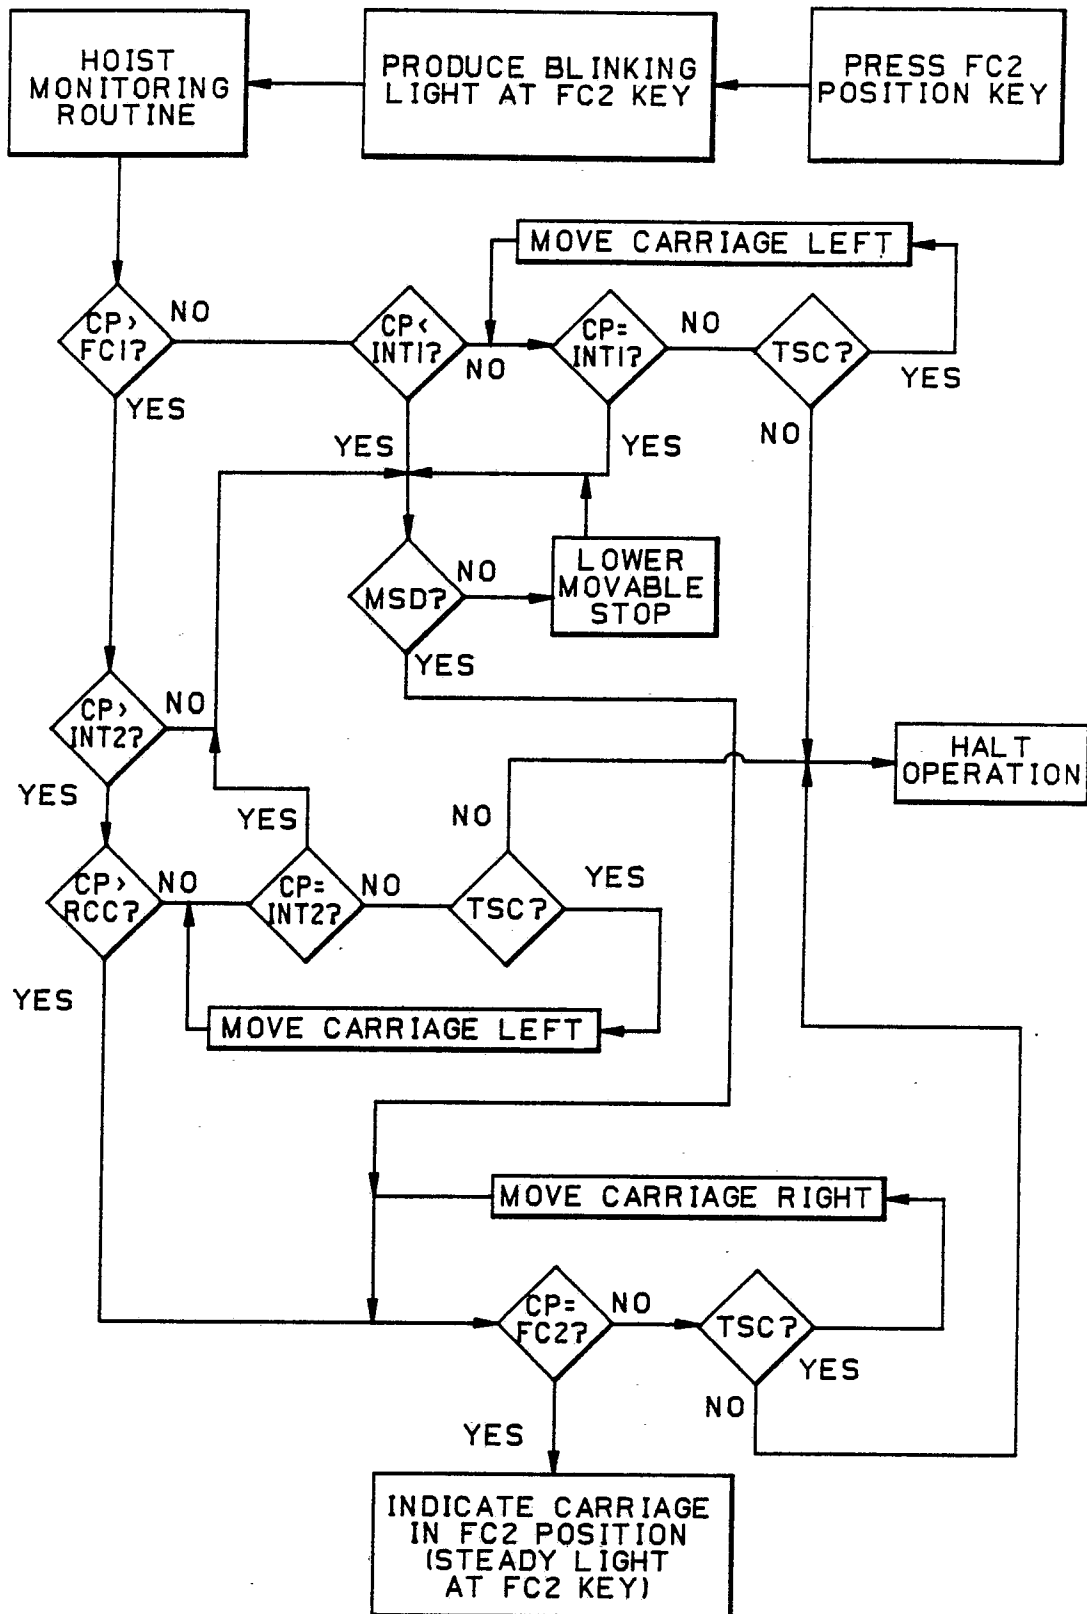 HOIST
MONITORING
ROUTINE
PRODUCE BLINKING
LIGHT AT FC2 KEY
PRESS FC2
POSITION KEY
MOVE CARRIAGE LEFT
CP>
FC1?
NO
YES
CP<
INT1?
NO
YES
CP=
INT1?
NO
YES
TSC?
YES
NO
MSD?
NO
YES
LOWER
MOVABLE
STOP
CP>
INT2?
NO
YES
HALT
OPERATION
CP>
RCC?
NO
YES
CP=
INT2?
YES
NO
TSC?
NO
YES
MOVE CARRIAGE LEFT
MOVE CARRIAGE RIGHT
CP=
FC2?
NO
YES
TSC?
YES
NO
INDICATE CARRIAGE
IN FC2 POSITION
(STEADY LIGHT
AT FC2 KEY)